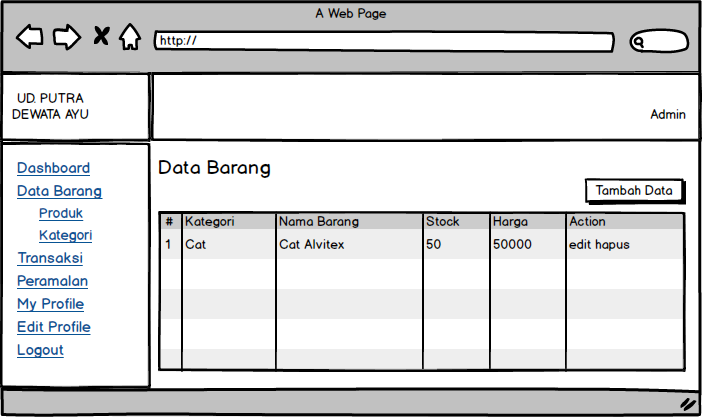 A Web Page
http://
UD. PUTRA
DEWATA AYU
Admin
Dashboard
Data Barang
Produk
Kategori
Transaksi
Peramalan
My Profile
Edit Profile
Logout
Data Barang
Tambah Data
# Kategori Nama Barang Stock Harga Action
1 Cat Cat Alvitex 50 50000 edit hapus